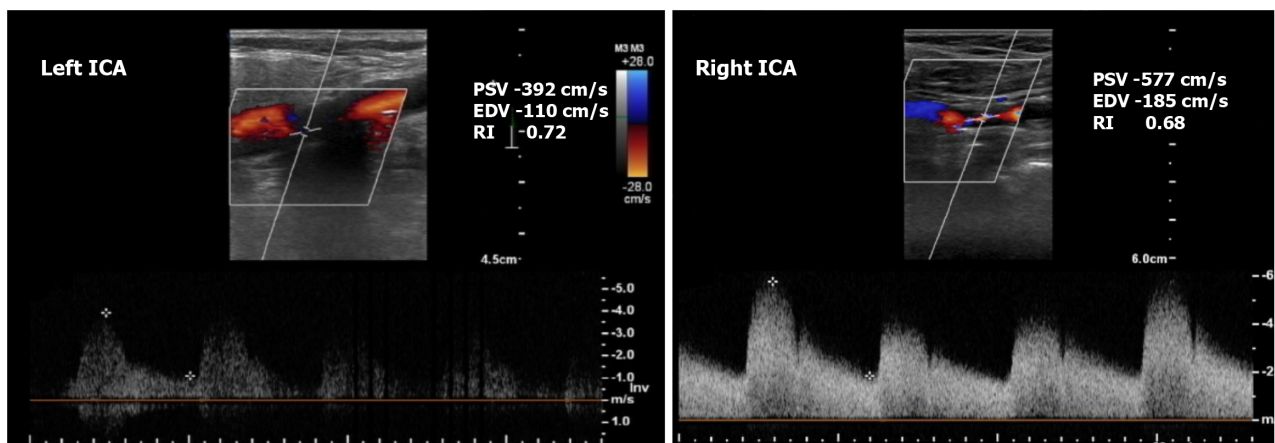 Left ICA
PSV -392 cm/s
EDV -110 cm/s
RI -0.72
M3 M3
+28.0
-28.0
cm/s
4.5cm
-5.0
-4.0
-3.0
-2.0
-1.0
Inv
m/s
1.0
Right ICA
PSV -577 cm/s
EDV -185 cm/s
RI 0.68
6.0cm
-6
-4
-2
m